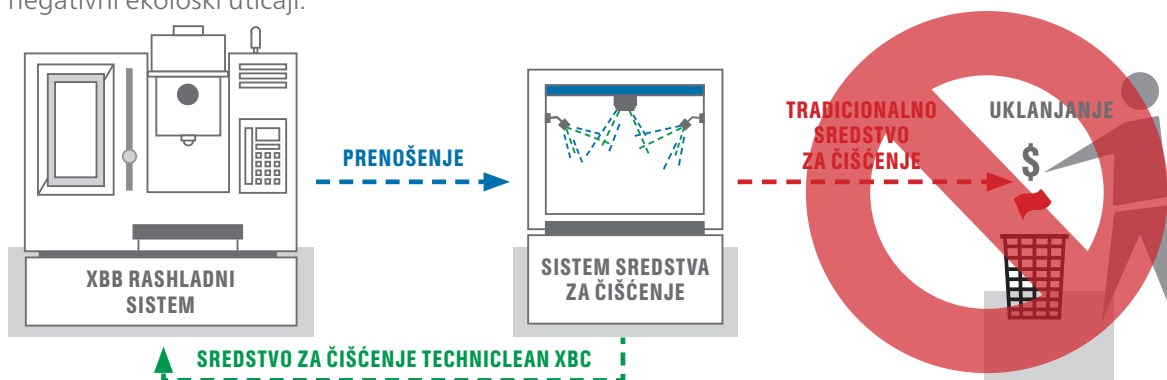 negativni ekološki uticaji.
TRADICIONALNO
SREDSTVO
ZA ČIŠĆENJE
UKLANJANJE
$
PRENOŠENJE
XBB RASHLADNI
SISTEM
SISTEM SREDSTVA
ZA ČIŠĆENJE
SREDSTVO ZA ČIŠĆENJE TECHNICLEAN XBC